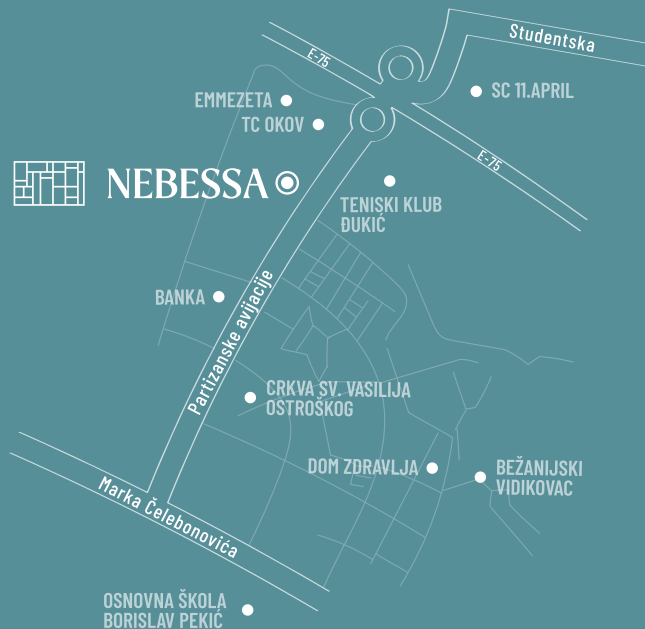 Studentska
E-75
SC 11.APRIL
EMMEZETA
TC OKOV
E-75
NEBESSA
TENISKI KLUB
ĐUKIĆ
BANKA
Partizanske avijacije
CRKVA SV. VASILIJA
OSTROŠKOG
DOM ZDRAVLJA
BEŽANIJSKI
VIDIKOVAC
Marka Čelebonovića
OSNOVNA ŠKOLA
BORISLAV PEKIĆ